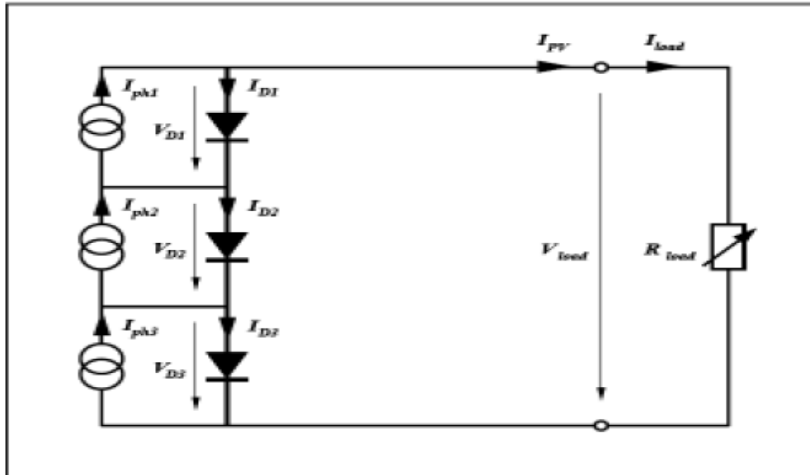 I_PV I_load
I_ph1 I_D1
V_D1
I_ph2 I_D2
V_D2 V_load R_load
I_ph3 I_D3
V_D3